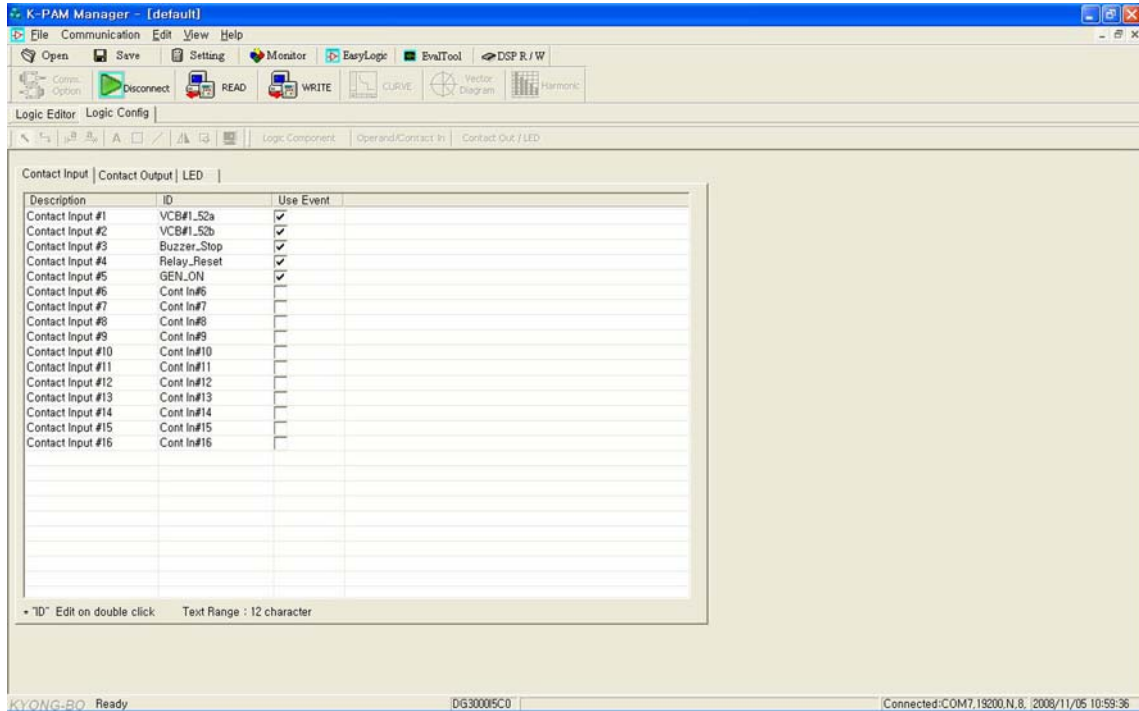 K-PAM Manager - [default]
File Communication Edit View Help
Open Save Setting Monitor EasyLogic EvalTool DSP R/W
Comm. Option Disconnect READ WRITE CURVE Vector Diagram Harmonic
Logic Editor Logic Config
A Logic Component Operand/Contact In Contact Out / LED
Contact Input Contact Output LED
Description ID Use Event
Contact Input #1 VCB#1_52a
Contact Input #2 VCB#1_52b
Contact Input #3 Buzzer_Stop
Contact Input #4 Relay_Reset
Contact Input #5 GEN_ON
Contact Input #6 Cont In#6
Contact Input #7 Cont In#7
Contact Input #8 Cont In#8
Contact Input #9 Cont In#9
Contact Input #10 Cont In#10
Contact Input #11 Cont In#11
Contact Input #12 Cont In#12
Contact Input #13 Cont In#13
Contact Input #14 Cont In#14
Contact Input #15 Cont In#15
Contact Input #16 Cont In#16
* "ID" Edit on double click Text Range : 12 character
KYONG-BO Ready DG3000I5C0 Connected:COM7,19200,N,8, 2008/11/05 10:59:36